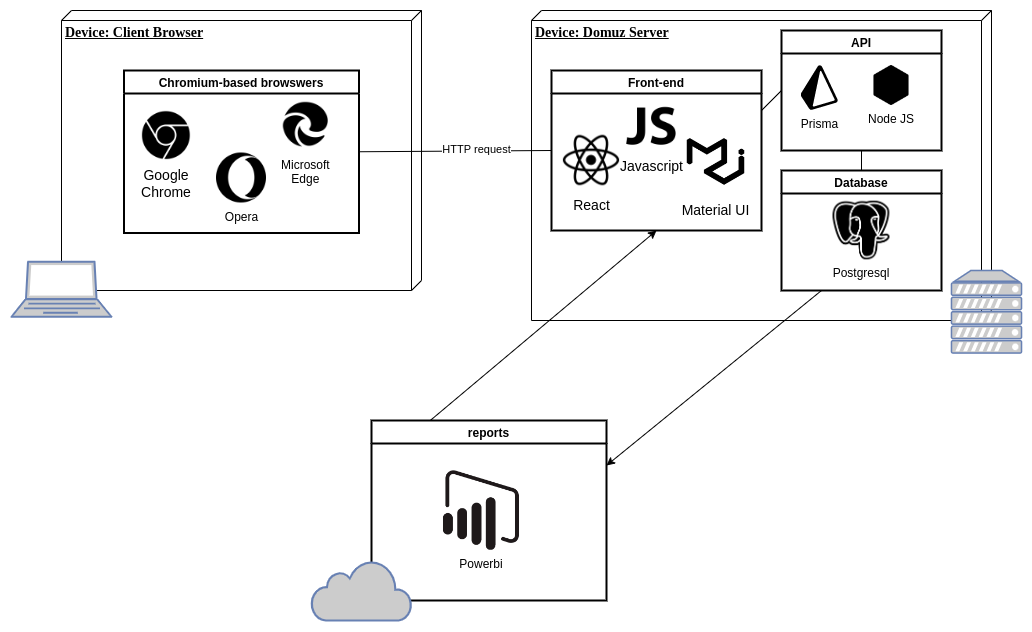 Device: Client Browser
Chromium-based browswers
Google
Chrome
Opera
Microsoft
Edge
HTTP request
Device: Domuz Server
Front-end
React
JS
Javascript
Material UI
API
Prisma
Node JS
Database
Postgresql
reports
Powerbi